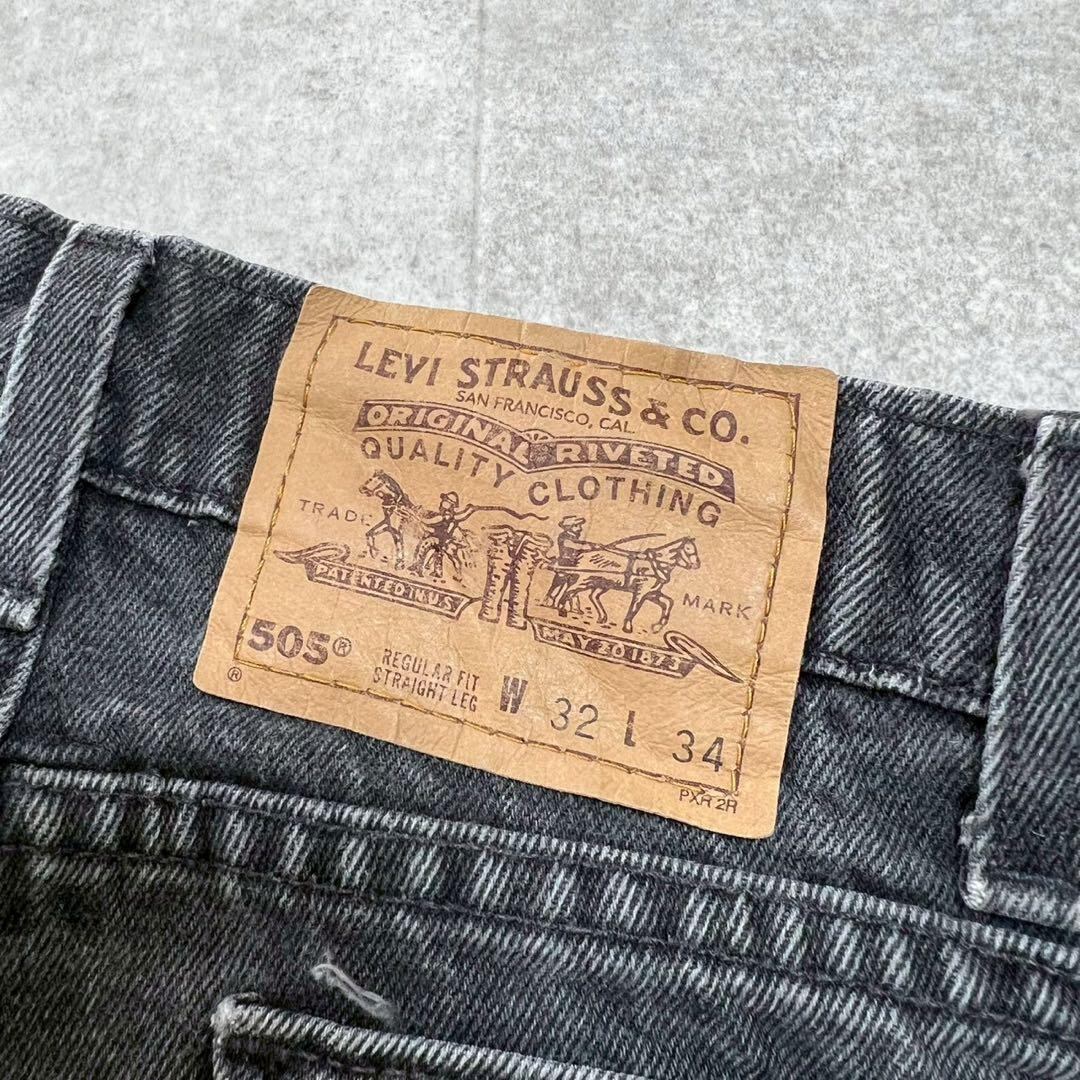 LEVI STRAUSS & CO.
SAN FRANCISCO, CAL.
ORIGINAL RIVETED
QUALITY CLOTHING
TRADE MARK
PATENTED IN U.S.
MAY 20 1873
505®
REGULAR FIT
STRAIGHT LEG
W 32 L 34
®
PXR 2R